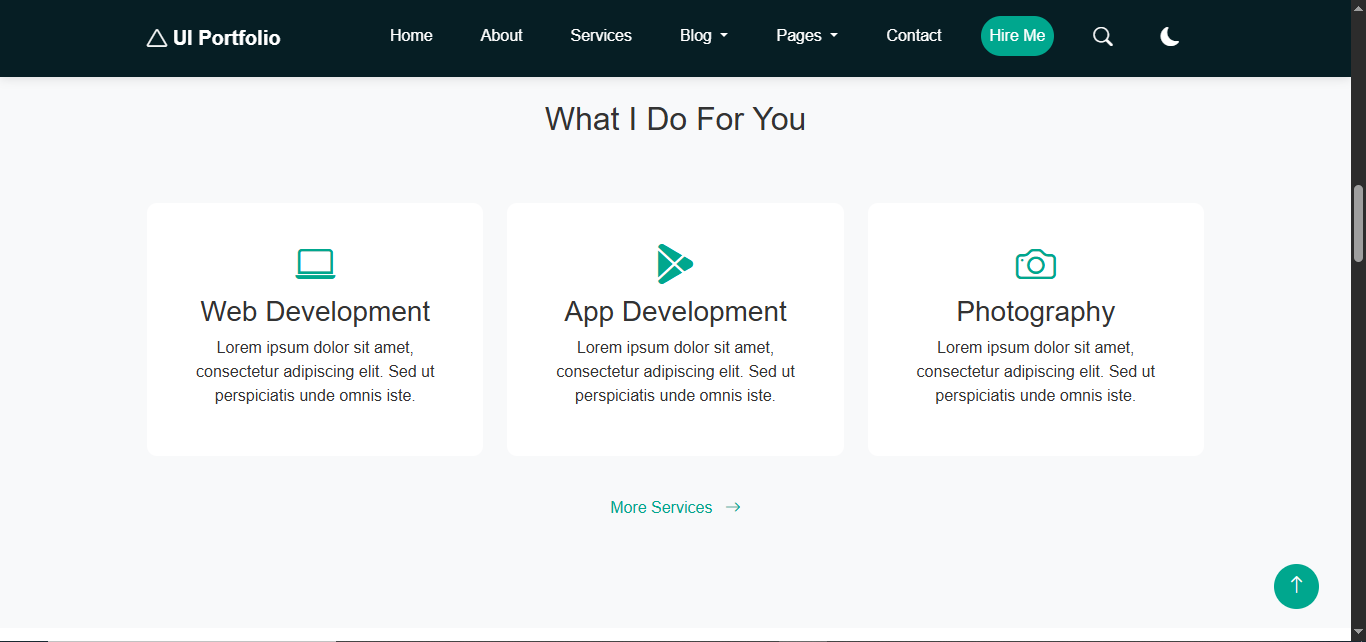 UI Portfolio Home About Services Blog Pages Contact Hire Me
What I Do For You
Web Development
Lorem ipsum dolor sit amet,
consectetur adipiscing elit. Sed ut
perspiciatis unde omnis iste.
App Development
Lorem ipsum dolor sit amet,
consectetur adipiscing elit. Sed ut
perspiciatis unde omnis iste.
Photography
Lorem ipsum dolor sit amet,
consectetur adipiscing elit. Sed ut
perspiciatis unde omnis iste.
More Services